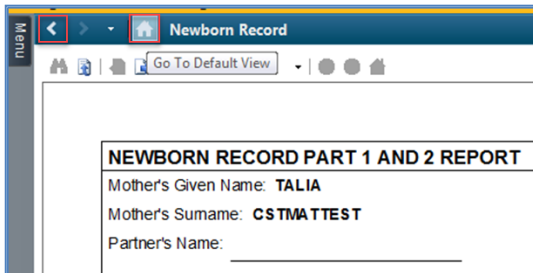 Menu
Newborn Record
Go To Default View
NEWBORN RECORD PART 1 AND 2 REPORT
Mother's Given Name: TALIA
Mother's Surname: CSTMATTEST
Partner's Name: